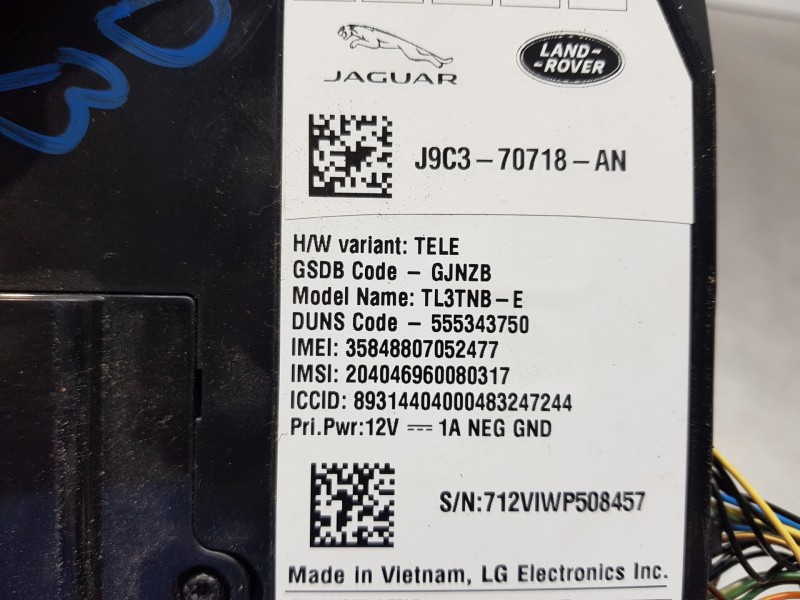 JAGUAR
LAND-
-ROVER
J9C3-70718-AN
H/W variant: TELE
GSDB Code - GJNZB
Model Name: TL3TNB-E
DUNS Code - 555343750
IMEI: 35848807052477
IMSI: 204046960080317
ICCID: 89314404000483247244
Pri.Pwr:12V ⎓ 1A NEG GND
S/N:712VIWP508457
Made in Vietnam, LG Electronics Inc.